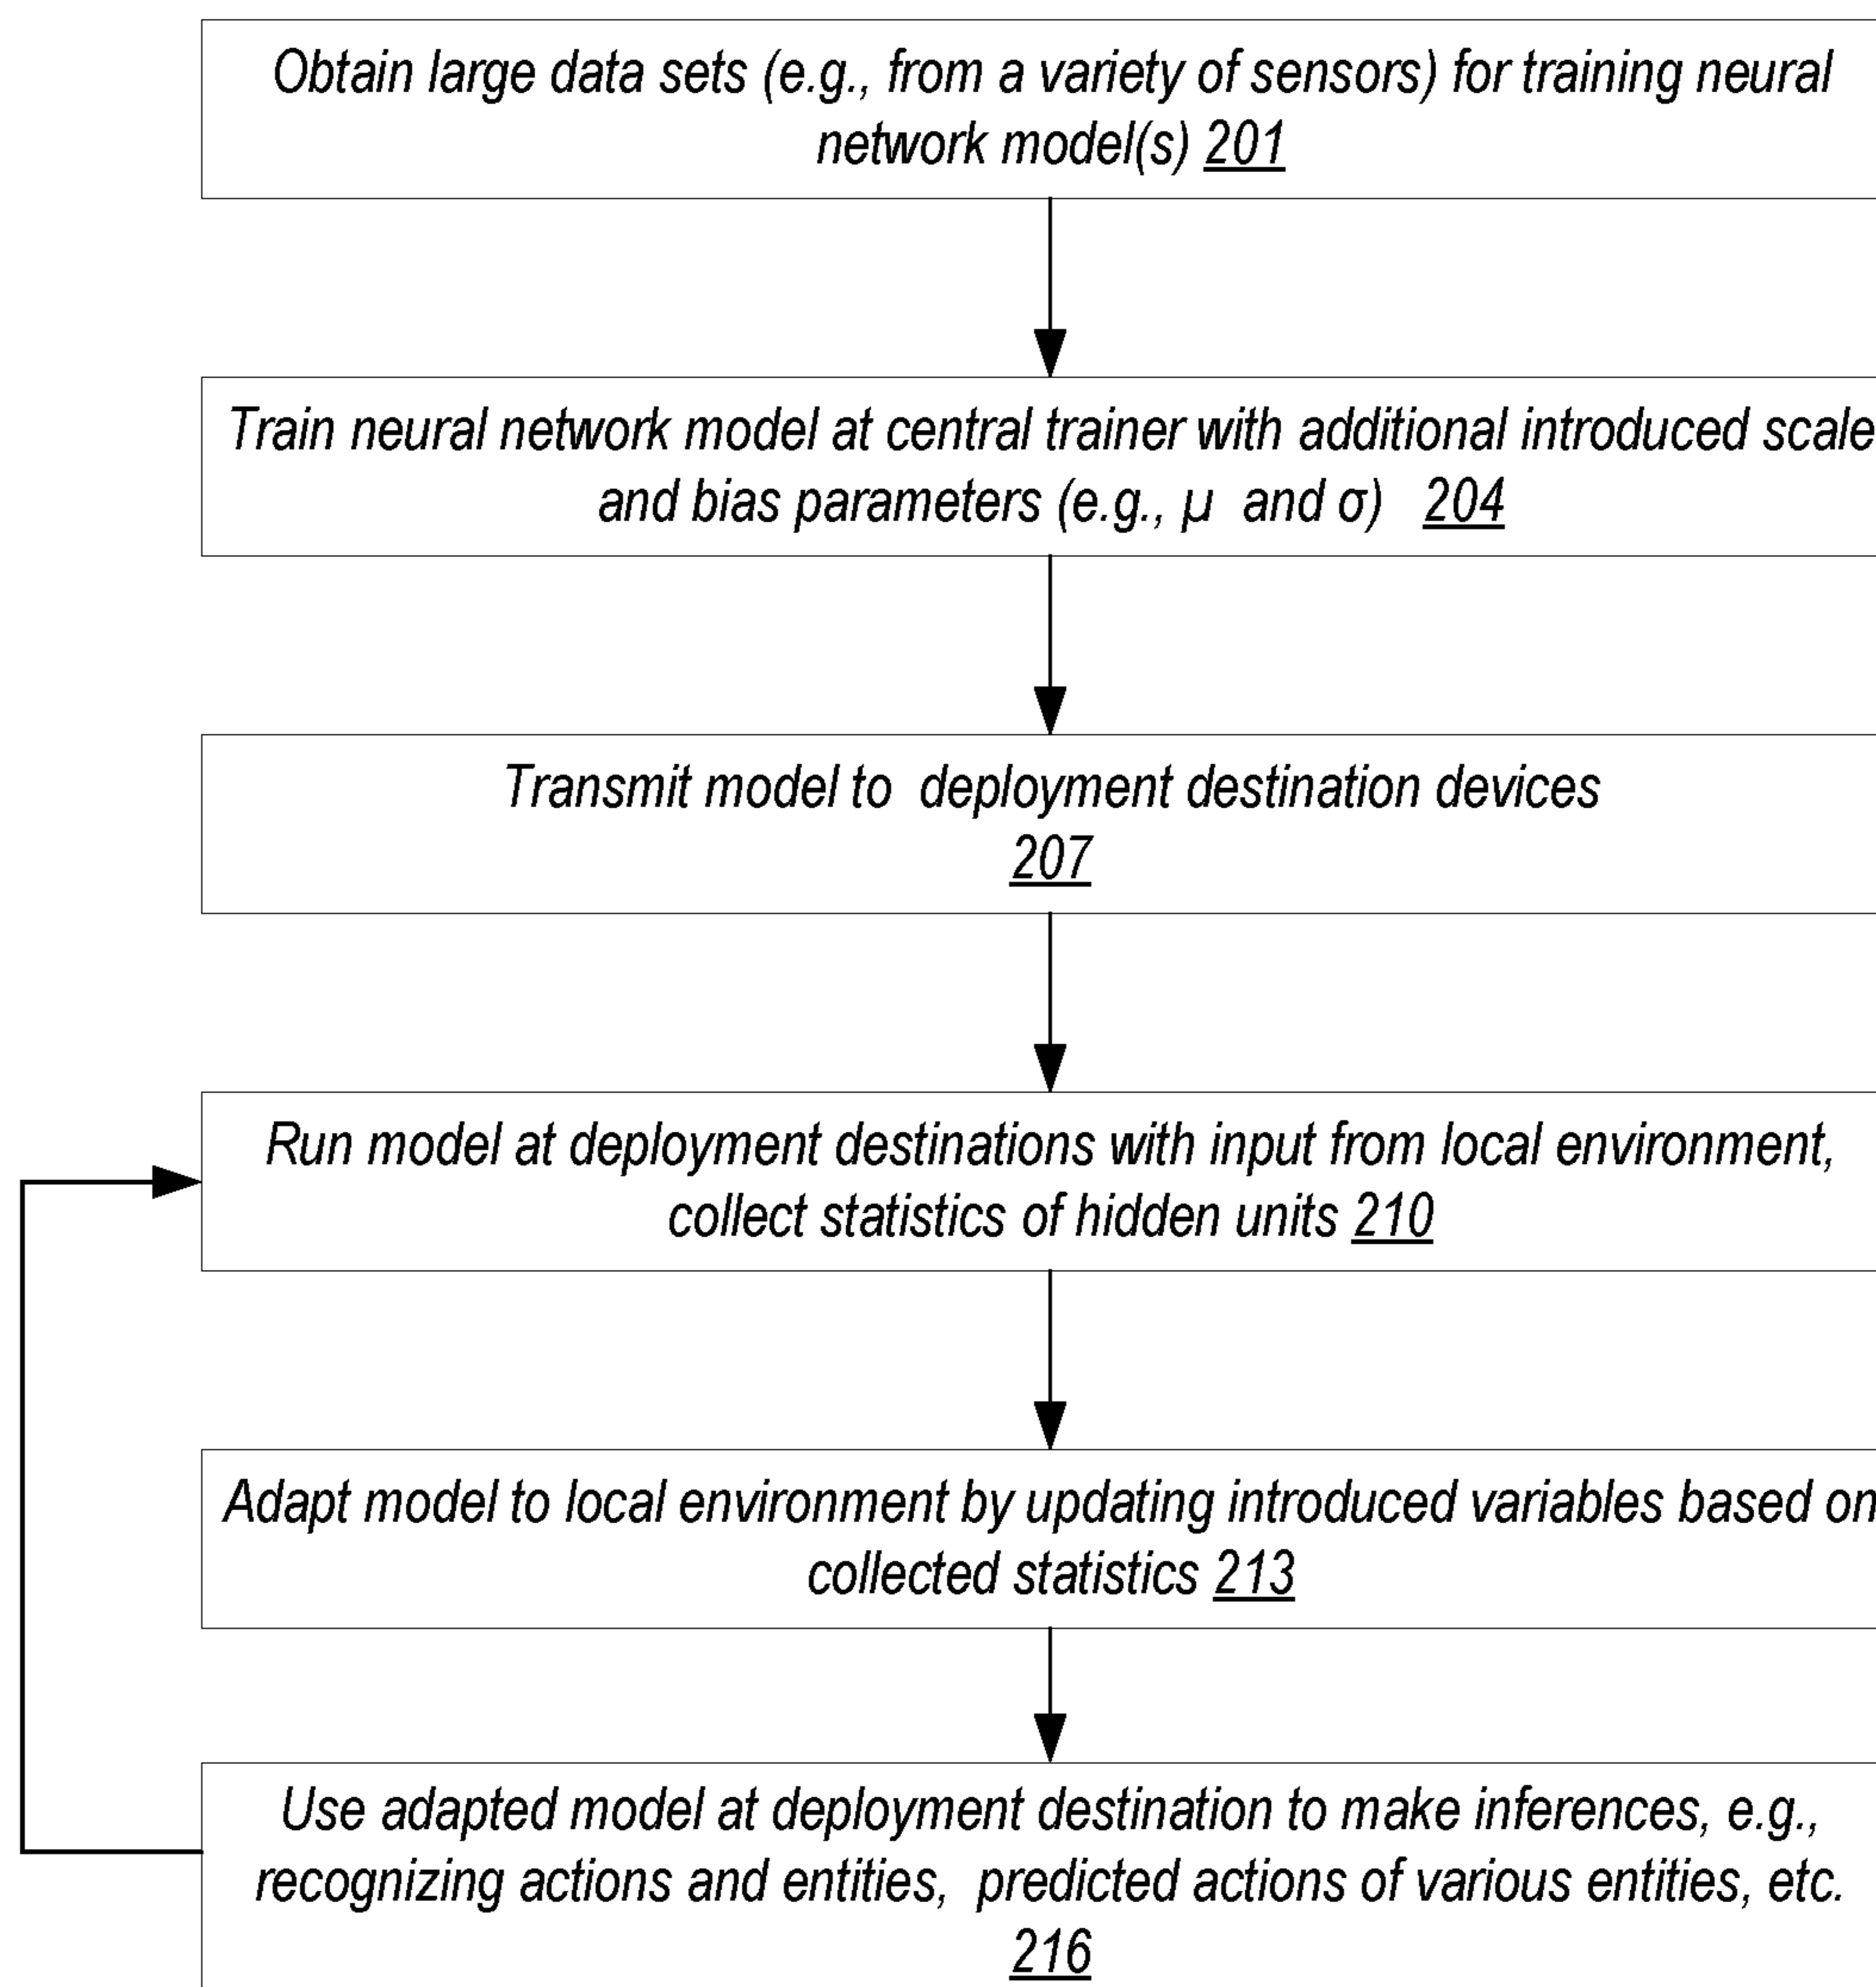 Obtain large data sets (e.g., from a variety of sensors) for training neural
network model(s) 201
Train neural network model at central trainer with additional introduced scale
and bias parameters (e.g., µ and σ) 204
Transmit model to deployment destination devices
207
Run model at deployment destinations with input from local environment,
collect statistics of hidden units 210
Adapt model to local environment by updating introduced variables based on
collected statistics 213
Use adapted model at deployment destination to make inferences, e.g.,
recognizing actions and entities, predicted actions of various entities, etc.
216